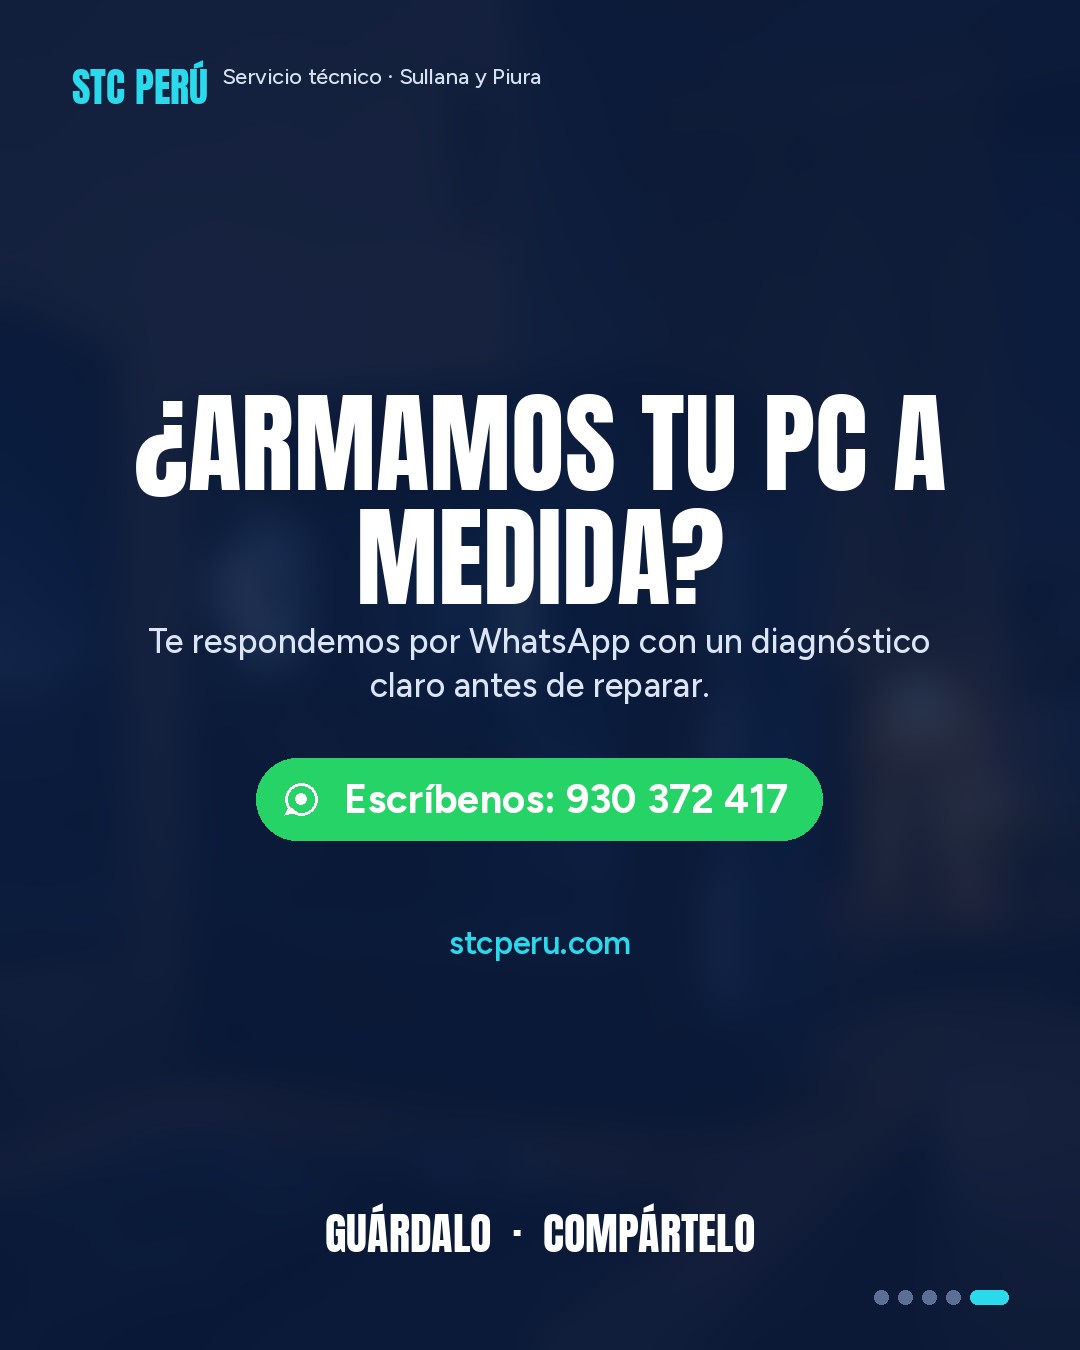 STC PERÚ Servicio técnico · Sullana y Piura
¿ARMAMOS TU PC A
MEDIDA?
Te respondemos por WhatsApp con un diagnóstico
claro antes de reparar.
Escríbenos: 930 372 417
stcperu.com
GUÁRDALO · COMPÁRTELO